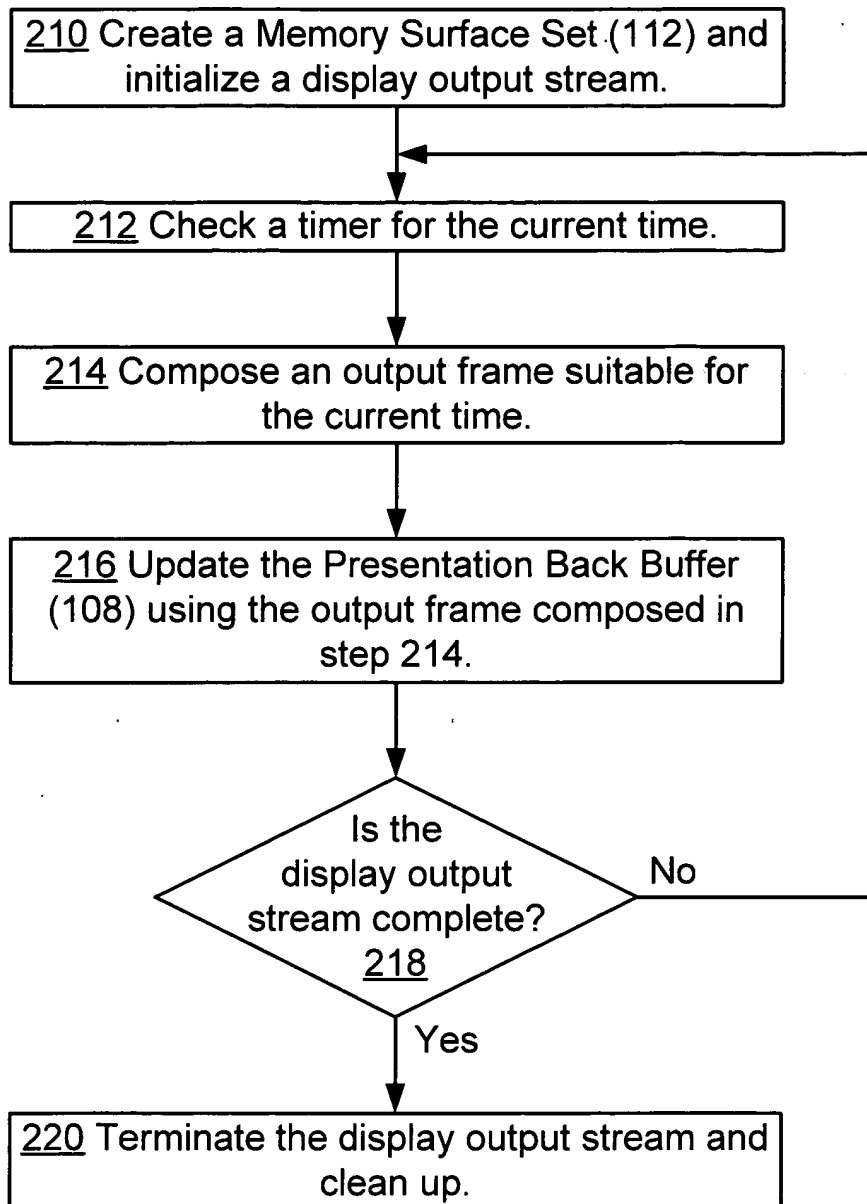 210 Create a Memory Surface Set (112) and
initialize a display output stream.
212 Check a timer for the current time.
214 Compose an output frame suitable for
the current time.
216 Update the Presentation Back Buffer
(108) using the output frame composed in
step 214.
Is the
display output
stream complete?
218
No
Yes
220 Terminate the display output stream and
clean up.